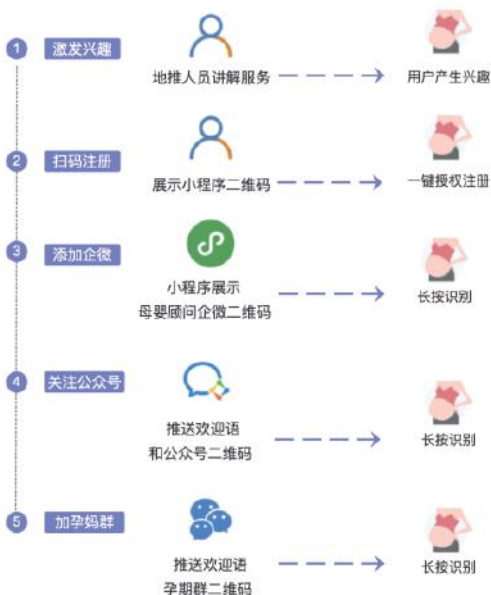 1
激发兴趣
地推人员讲解服务
用户产生兴趣
2
扫码注册
展示小程序二维码
一键授权注册
3
添加企微
小程序展示
母婴顾问企微二维码
长按识别
4
关注公众号
推送欢迎语
和公众号二维码
长按识别
5
加孕妈群
推送欢迎语
孕期群二维码
长按识别